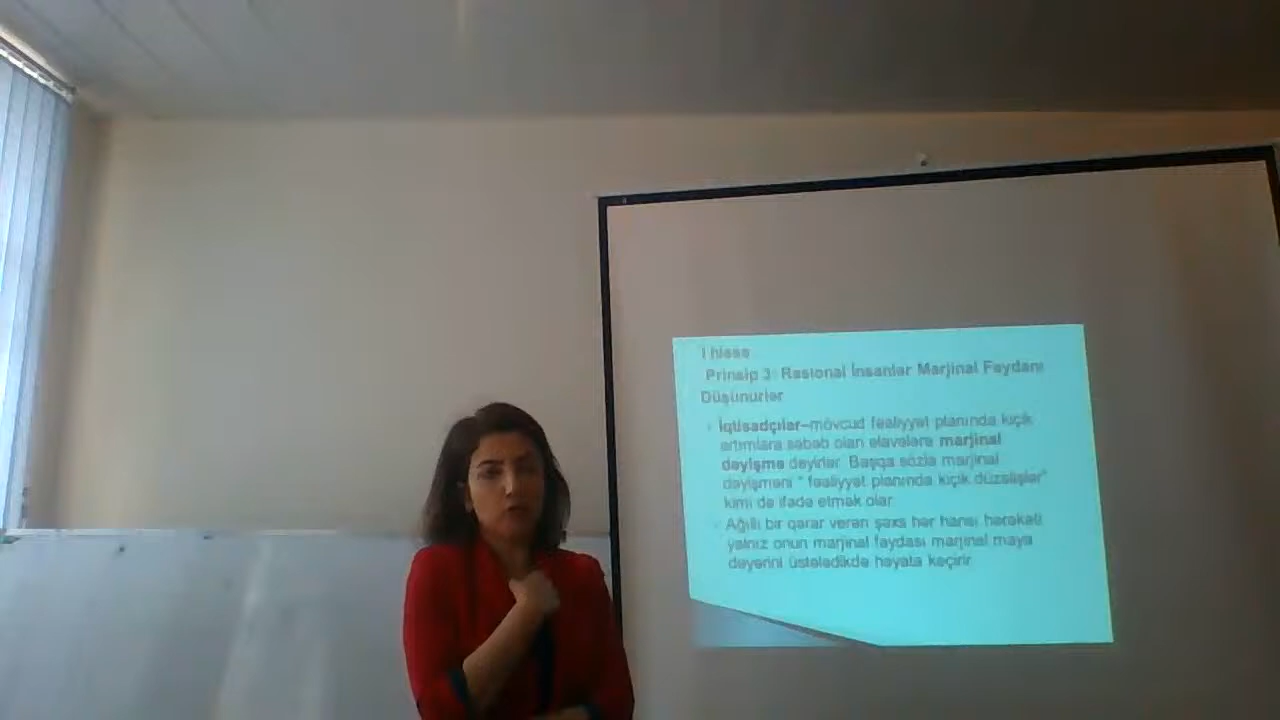 I hissə
Prinsip 3: Rasional İnsanlar Marjinal Faydanı
Düşünürlər
İqtisadçılar–mövcud fəaliyyət planında kiçik
artımlara səbəb olan əlavələrə marjinal
dəyişmə deyirlər. Başqa sözlə marjinal
dəyişməni " fəaliyyət planında kiçik düzəlişlər"
kimi də ifadə etmək olar.
Ağıllı bir qərar verən şəxs hər hansı hərəkəti
yalnız onun marjinal faydası marjinal maya
dəyərini üstələdikdə həyata keçirir.